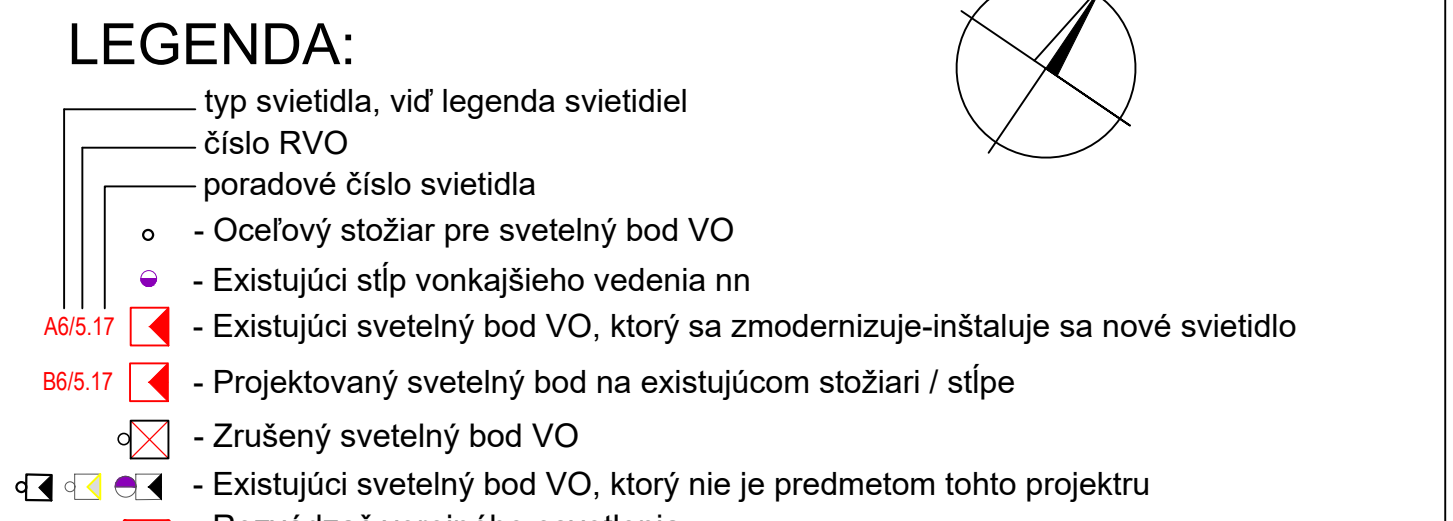 LEGENDA:
typ svietidla, viď legenda svietidiel
číslo RVO
poradové číslo svietidla
- Oceľový stožiar pre svetelný bod VO
- Existujúci stĺp vonkajšieho vedenia nn
A6/5.17 - Existujúci svetelný bod VO, ktorý sa zmodernizuje-inštaluje sa nové svietidlo
B6/5.17 - Projektovaný svetelný bod na existujúcom stožiari / stĺpe
- Zrušený svetelný bod VO
- Existujúci svetelný bod VO, ktorý nie je predmetom tohto projektru